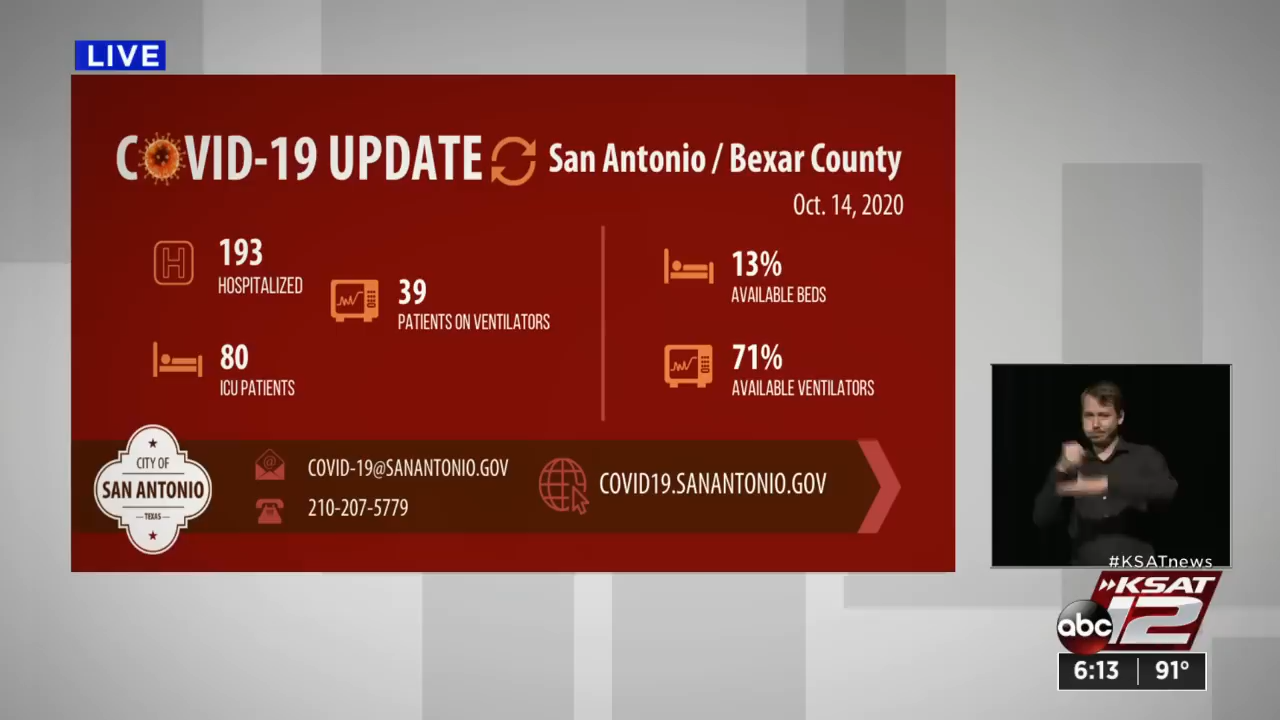 LIVE
COVID-19 UPDATE
San Antonio / Bexar County
Oct. 14, 2020
193
HOSPITALIZED
39
PATIENTS ON VENTILATORS
80
ICU PATIENTS
13%
AVAILABLE BEDS
71%
AVAILABLE VENTILATORS
CITY OF
SAN ANTONIO
TEXAS
COVID-19@SANANTONIO.GOV
210-207-5779
COVID19.SANANTONIO.GOV
#KSATnews
KSAT
12
abc
6:13
91°